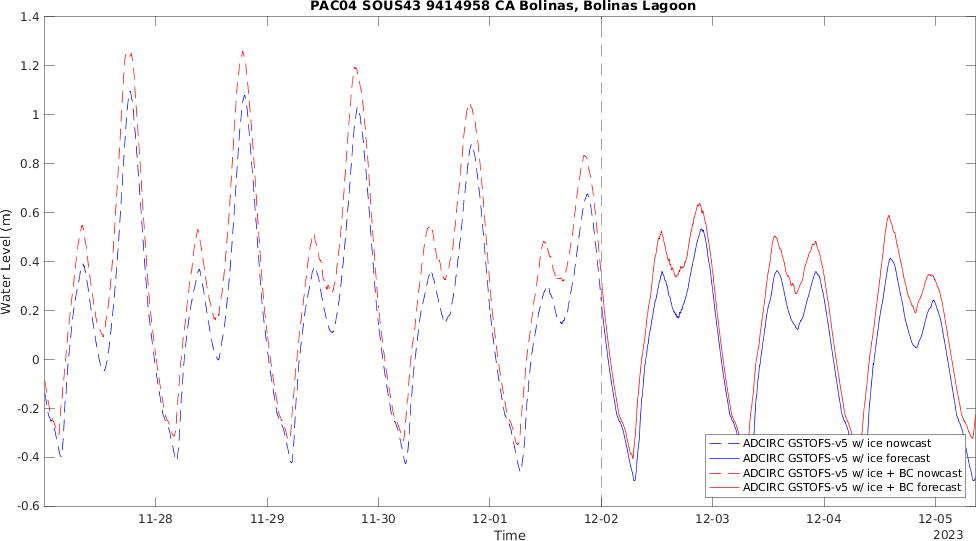 PAC04 SOUS43 9414958 CA Bolinas, Bolinas Lagoon
1.4
1.2
1
0.8
0.6
0.4
0.2
0
-0.2
-0.4
-0.6
Water Level (m)
11-28
11-29
11-30
12-01
12-02
12-03
12-04
12-05
Time
2023
ADCIRC GSTOFS-v5 w/ ice nowcast
ADCIRC GSTOFS-v5 w/ ice forecast
ADCIRC GSTOFS-v5 w/ ice + BC nowcast
ADCIRC GSTOFS-v5 w/ ice + BC forecast